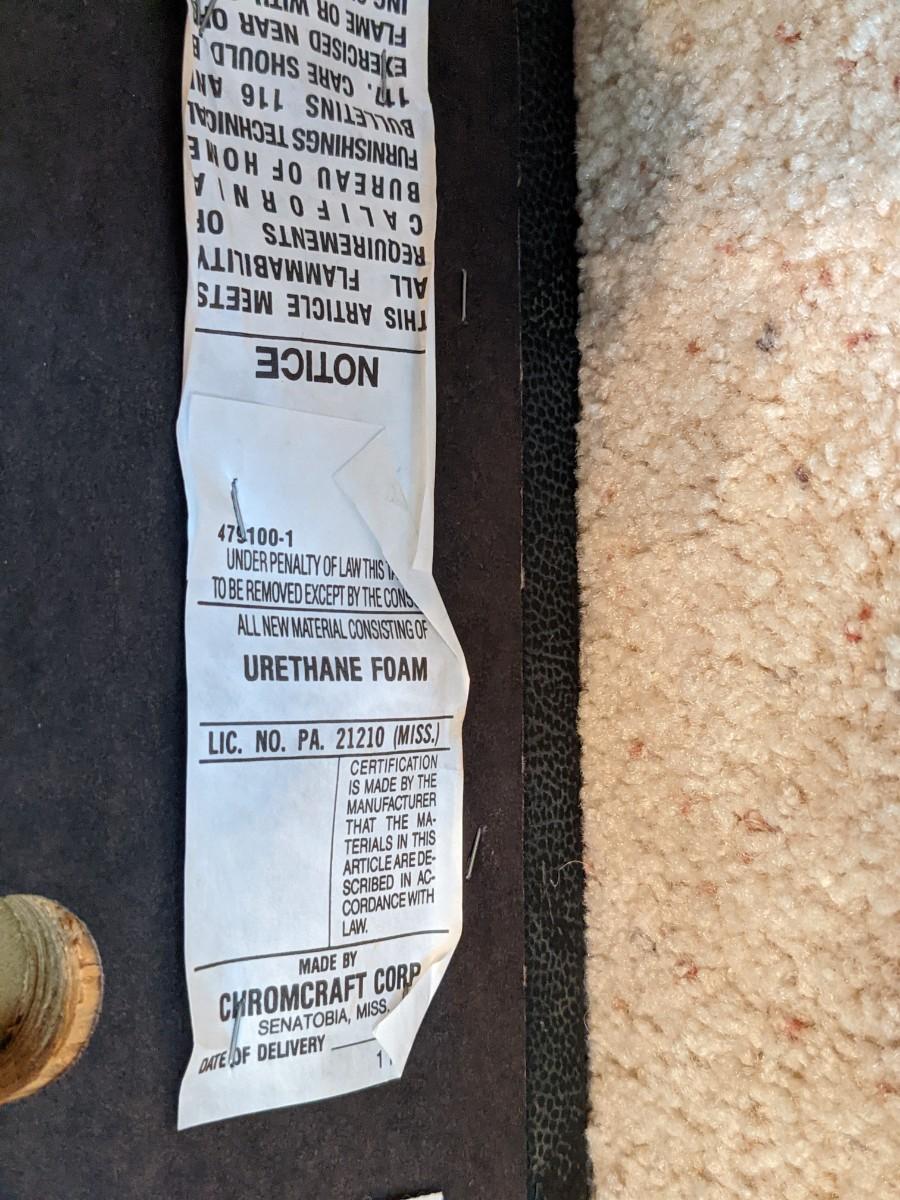 479100-1
UNDER PENALTY OF LAW THIS
TO BE REMOVED EXCEPT BY THE
ALL NEW MATERIAL CONSISTING OF
URETHANE FOAM
LIC. NO. PA. 21210 (MISS.)
CERTIFICATION
IS MADE BY THE
MANUFACTURER
THAT THE MA-
TERIALS IN THIS
ARTICLE ARE DE-
SCRIBED IN AC-
CORDANCE WITH
LAW.
MADE BY
CHROMCRAFT CORP
SENATOBIA, MISS.
DATE OF DELIVERY
NOTICE
THIS ARTICLE MEETS
ALL FLAMMABILITY
REQUIREMENTS OF
CALIFORNIA
BUREAU OF HOME
FURNISHINGS TECHNICAL
BULLETINS 116 AN
117. CARE SHOULD B
EXERCISED NEAR
FLAME OR WITH